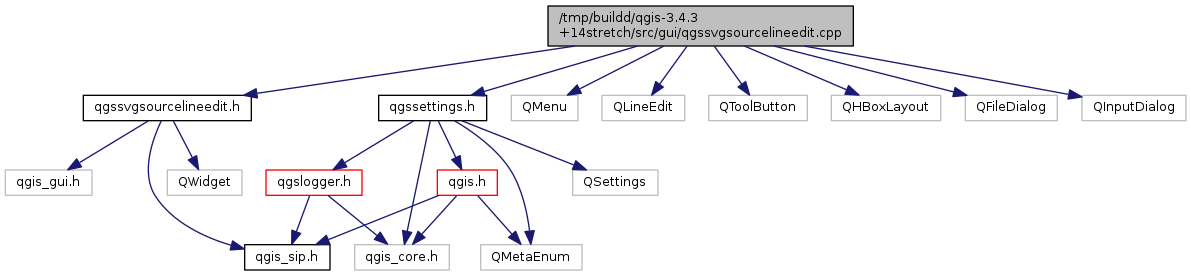 /tmp/buildd/qgis-3.4.3
+14stretch/src/gui/qgssvgsourcelineedit.cpp
qgssvgsourcelineedit.h
qgssettings.h
QMenu
QLineEdit
QToolButton
QHBoxLayout
QFileDialog
QInputDialog
qgis_gui.h
QWidget
qgslogger.h
qgis.h
QSettings
qgis_sip.h
qgis_core.h
QMetaEnum